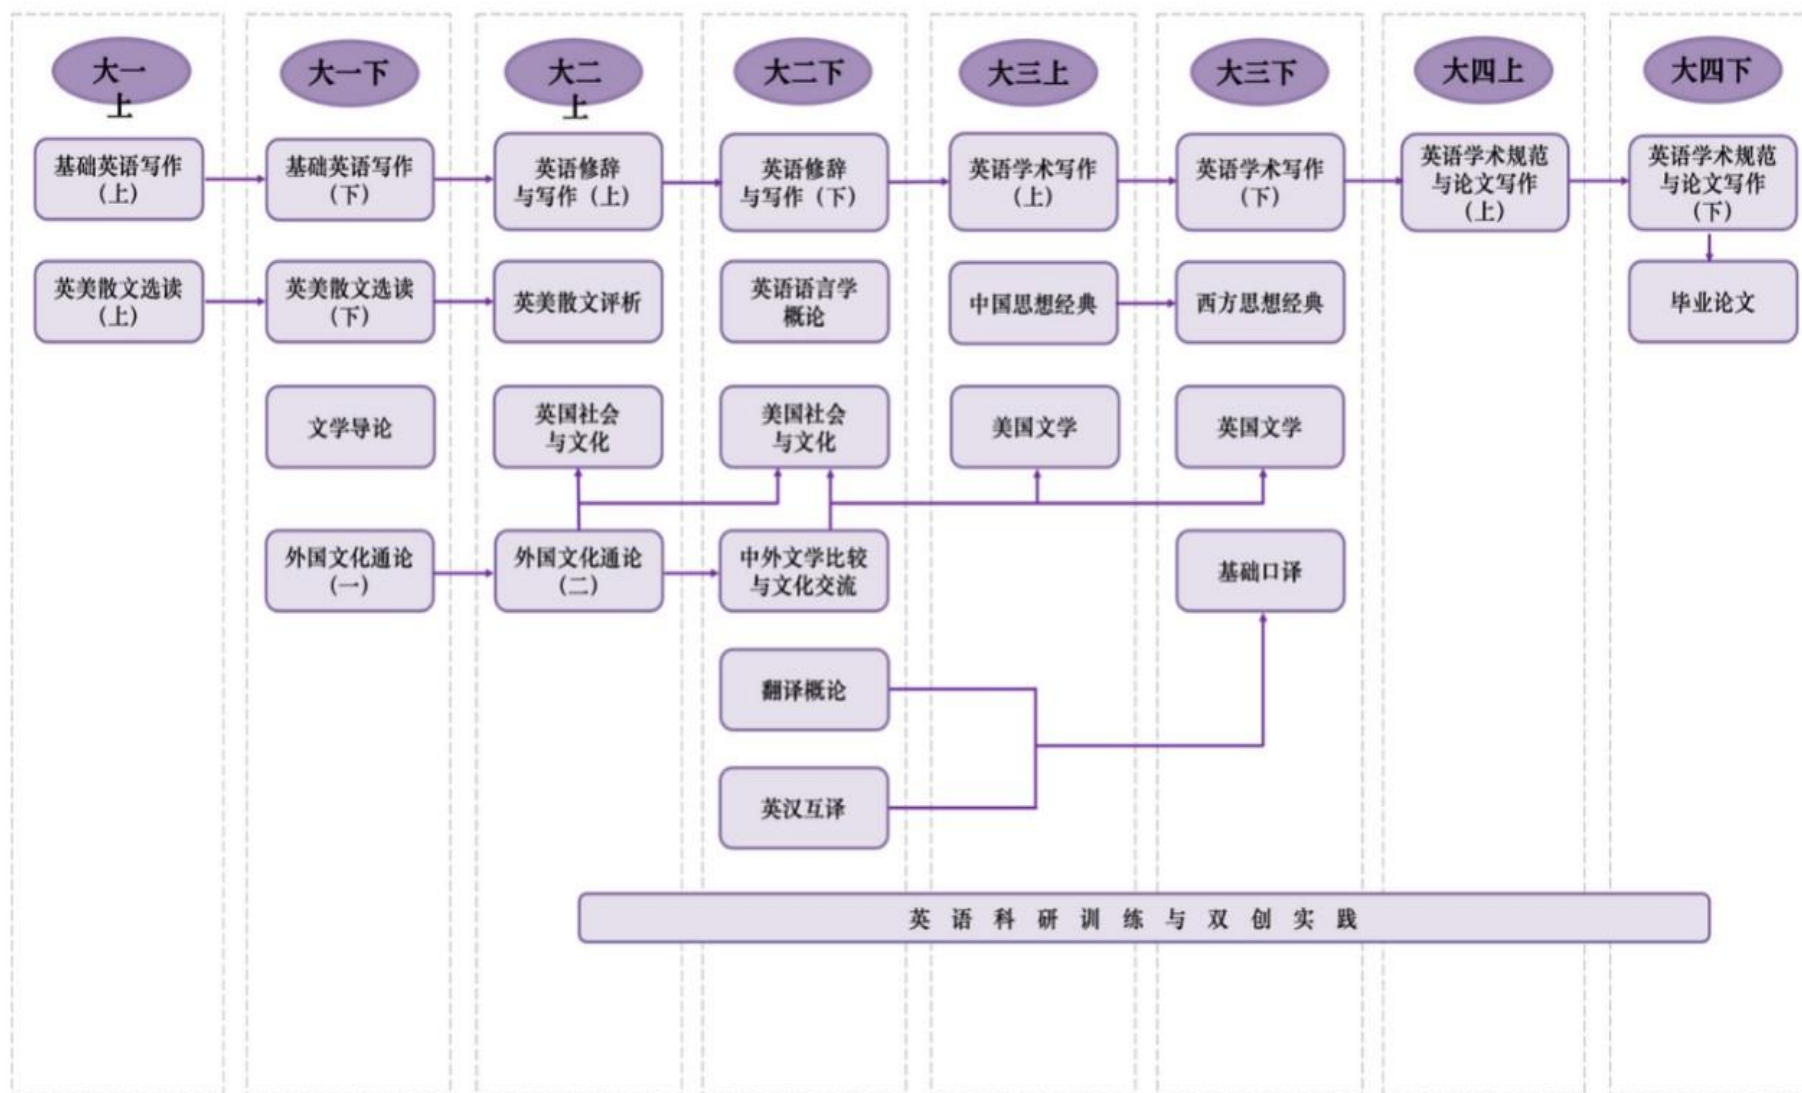 大一
上
大一下
大二
上
大二下
大三上
大三下
大四上
大四下
基础英语写作
（上）
基础英语写作
（下）
英语修辞
与写作（上）
英语修辞
与写作（下）
英语学术写作
（上）
英语学术写作
（下）
英语学术规范
与论文写作
（上）
英语学术规范
与论文写作
（下）
英美散文选读
（上）
英美散文选读
（下）
英美散文评析
英语语言学
概论
中国思想经典
西方思想经典
毕业论文
文学导论
英国社会
与文化
美国社会
与文化
美国文学
英国文学
外国文化通论
（一）
外国文化通论
（二）
中外文学比较
与文化交流
基础口译
翻译概论
英汉互译
英语科研训练与双创实践